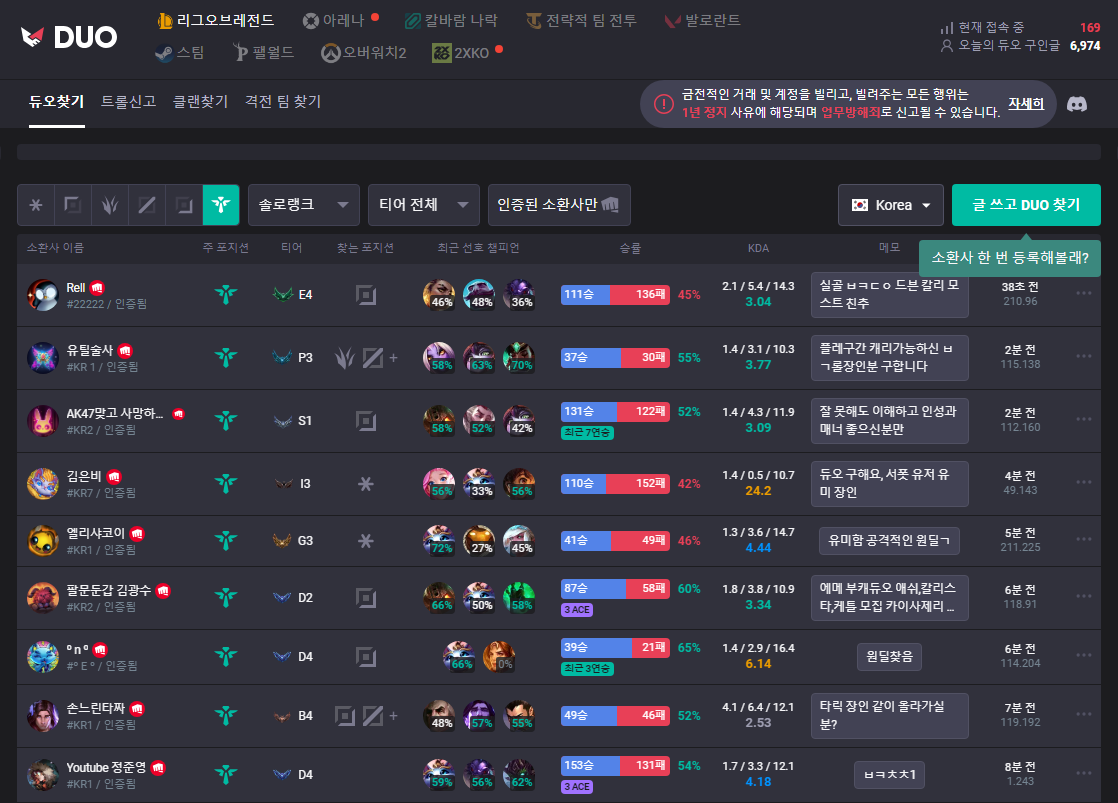 DUO
리그오브레전드 아레나 칼바람 나락 전략적 팀 전투 발로란트
스팀 팰월드 오버워치2 2XKO
현재 접속 중 169
오늘의 듀오 구인글 6,974
듀오찾기 트롤신고 클랜찾기 격전 팀 찾기
금전적인 거래 및 계정을 빌리고, 빌려주는 모든 행위는
1년 정지 사유에 해당되며 업무방해죄로 신고될 수 있습니다.
자세히
솔로랭크 티어 전체 인증된 소환사만 Korea 글 쓰고 DUO 찾기
소환사 한 번 등록해볼래?
소환사 이름 주 포지션 티어 찾는 포지션 최근 선호 챔피언 승률 KDA 메모
Rell
#22222 / 인증됨
E4
46% 48% 36%
111승 136패 45%
2.1 / 5.4 / 14.3
3.04
실골 ㅂㅋㄷㅇ 드븐 칼리 모
스트 친추
38초 전
210.96
유틸술사
#KR 1 / 인증됨
P3
+
58% 63% 70%
37승 30패 55%
1.4 / 3.1 / 10.3
3.77
플레구간 캐리가능하신 ㅂ
ㄱ롤장인분 구합니다
2분 전
115.138
AK47맞고 사망하...
#KR2 / 인증됨
S1
58% 52% 42%
131승 122패 52%
최근 7연승
1.4 / 4.3 / 11.9
3.09
잘 못해도 이해하고 인성과
매너 좋으신분만
2분 전
112.160
김은비
#KR7 / 인증됨
I3
56% 33% 56%
110승 152패 42%
1.4 / 0.5 / 10.7
24.2
듀오 구해요, 서폿 유저 유
미 장인
4분 전
49.143
엘리샤코이
#KR1 / 인증됨
G3
72% 27% 45%
41승 49패 46%
1.3 / 3.6 / 14.7
4.44
유미함 공격적인 원딜ㄱ
5분 전
211.225
팔문둔갑 김광수
#KR2 / 인증됨
D2
66% 50% 58%
87승 58패 60%
3 ACE
1.8 / 3.8 / 10.9
3.34
에메 부캐듀오 애쉬,칼리스
타,케틀 모집 카이사제리 ...
6분 전
118.91
º n º
#º E º / 인증됨
D4
66% 0%
39승 21패 65%
최근 3연승
1.4 / 2.9 / 16.4
6.14
원딜찾음
6분 전
114.204
손느린타짜
#KR1 / 인증됨
B4
+
48% 57% 55%
49승 46패 52%
4.1 / 6.4 / 12.1
2.53
타릭 장인 같이 올라가실
분?
7분 전
119.192
Youtube 정준영
#KR1 / 인증됨
D4
59% 56% 62%
153승 131패 54%
3 ACE
1.7 / 3.3 / 12.1
4.18
ㅂㅋㅊㅊ1
8분 전
1.243